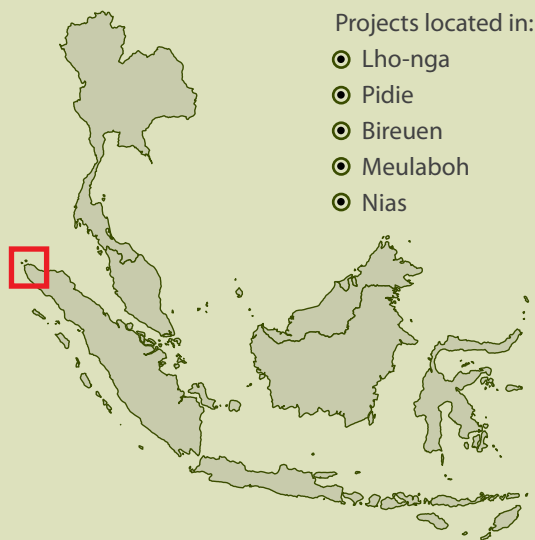 Projects located in:
Lho-nga
Pidie
Bireuen
Meulaboh
Nias